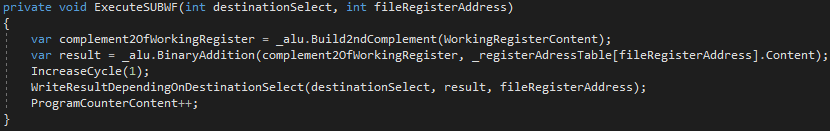 private void ExecuteSUBWF(int destinationSelect, int fileRegisterAddress)
{
var complement2OfWorkingRegister = _alu.Build2ndComplement(WorkingRegisterContent);
var result = _alu.BinaryAddition(complement2OfWorkingRegister, _registerAdressTable[fileRegisterAddress].Content);
IncreaseCycle(1);
WriteResultDependingOnDestinationSelect(destinationSelect, result, fileRegisterAddress);
ProgramCounterContent++;
}